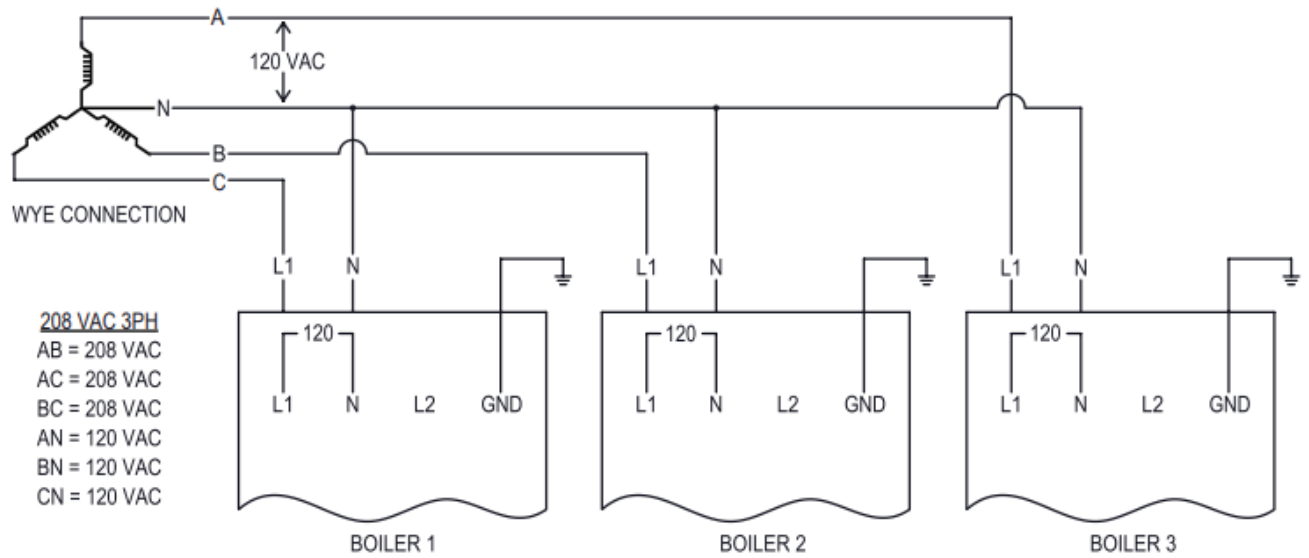 A
120 VAC
N
B
C
WYE CONNECTION
L1 N
L1 N
L1 N
208 VAC 3PH
AB = 208 VAC
AC = 208 VAC
BC = 208 VAC
AN = 120 VAC
BN = 120 VAC
CN = 120 VAC
120
L1 N L2 GND
BOILER 1
120
L1 N L2 GND
BOILER 2
120
L1 N L2 GND
BOILER 3